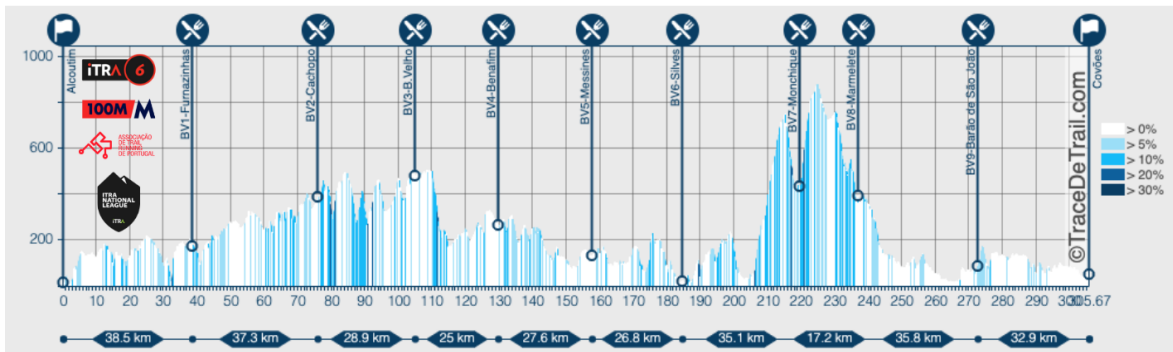 1000
600
200
Alcoutim
BV1-Furnazinhas
BV2-Cachopo
BV3-B.Velho
BV4-Benafim
BV5-Messines
BV6-Silves
BV7-Monchique
BV8-Marmelete
BV9-Barão de São João
Covões
iTRA 6
100M M
ASSOCIAÇÃO
DE TRAIL
RUNNING
DE PORTUGAL
ITRA
NATIONAL
LEAGUE
iTRA
©TraceDeTrail.com
> 0%
> 5%
> 10%
> 20%
> 30%
0 10 20 30 40 50 60 70 80 90 100 110 120 130 140 150 160 170 180 190 200 210 220 230 240 250 260 270 280 290 305.67
38.5 km 37.3 km 28.9 km 25 km 27.6 km 26.8 km 35.1 km 17.2 km 35.8 km 32.9 km